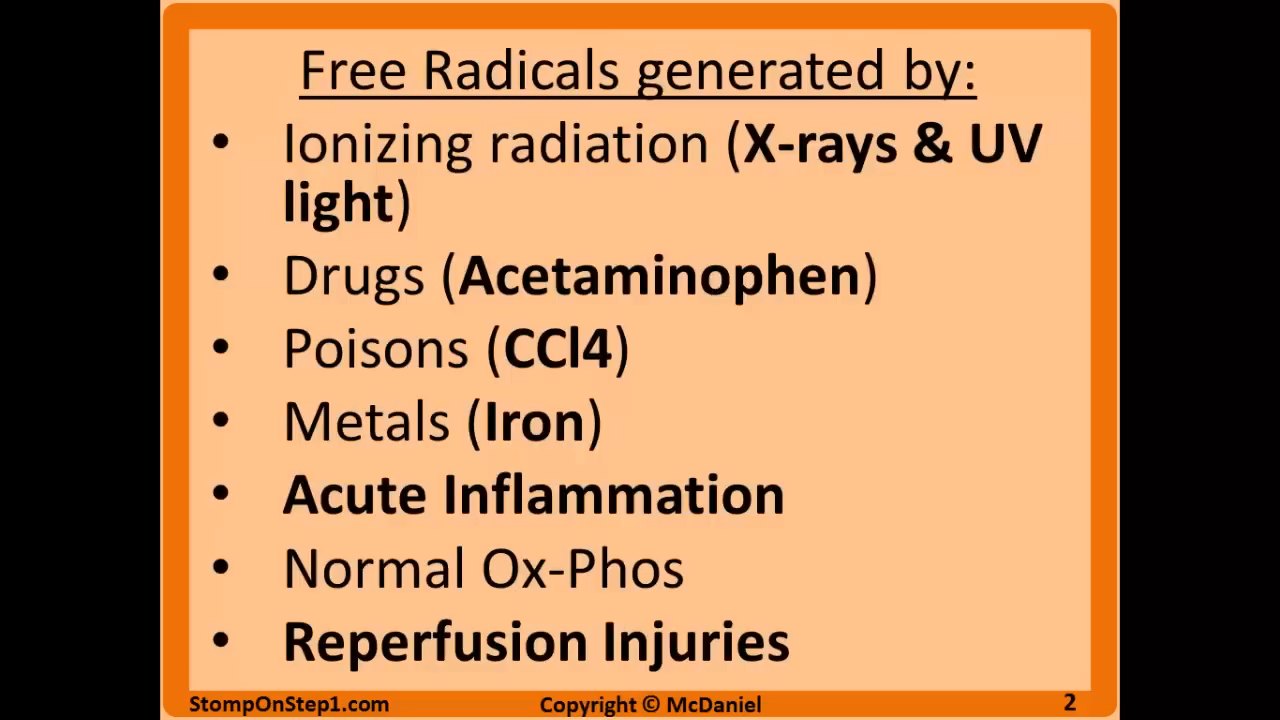 Free Radicals generated by:
• Ionizing radiation (X-rays & UV
light)
• Drugs (Acetaminophen)
• Poisons (CCl4)
• Metals (Iron)
• Acute Inflammation
• Normal Ox-Phos
• Reperfusion Injuries
StompOnStep1.com Copyright © McDaniel 2